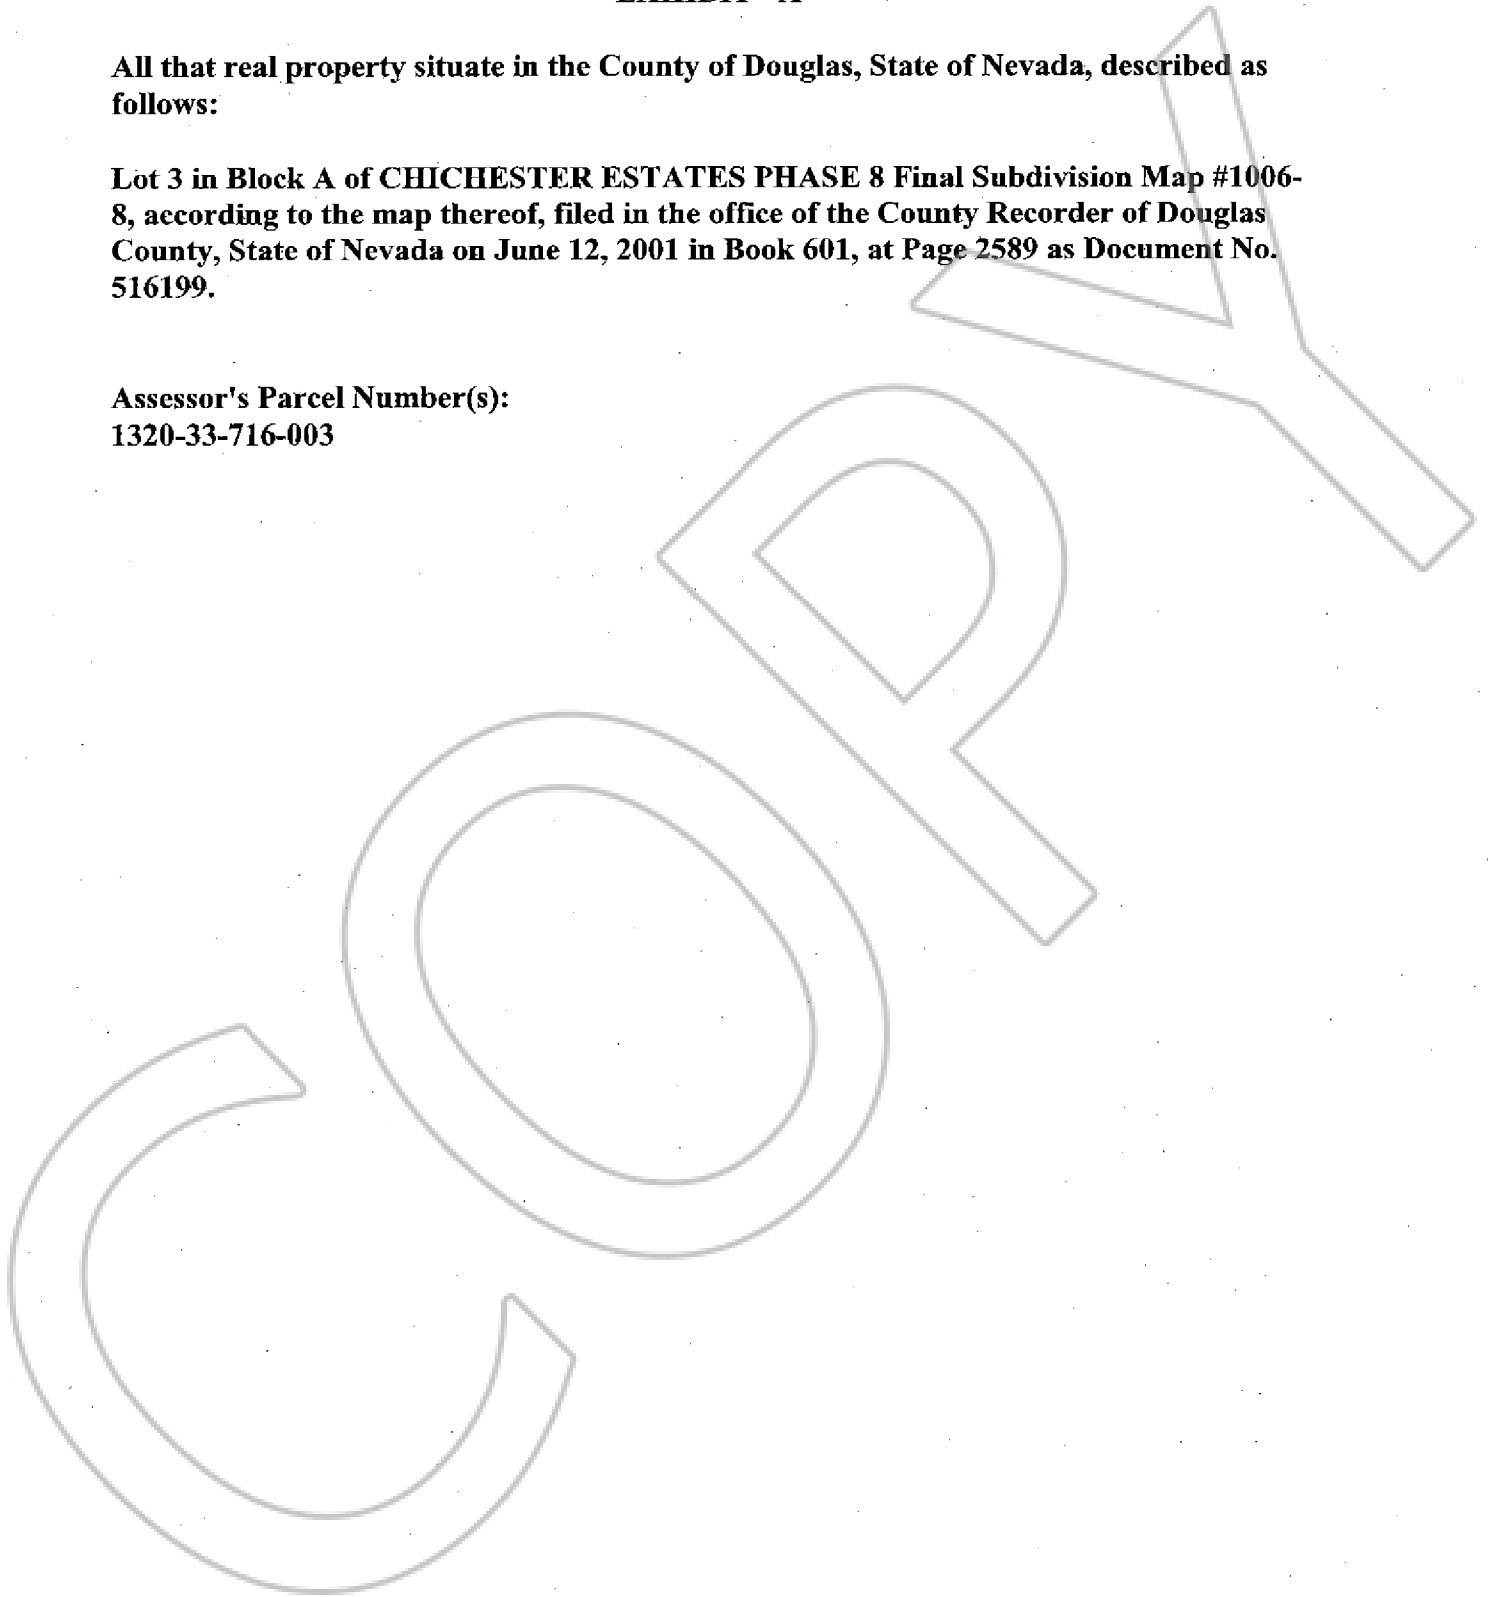 All that real property situate in the County of Douglas, State of Nevada, described as
follows:
Lot 3 in Block A of CHICHESTER ESTATES PHASE 8 Final Subdivision Map #1006-
8, according to the map thereof, filed in the office of the County Recorder of Douglas
County, State of Nevada on June 12, 2001 in Book 601, at Page 2589 as Document No.
516199.
Assessor's Parcel Number(s):
1320-33-716-003
COPY